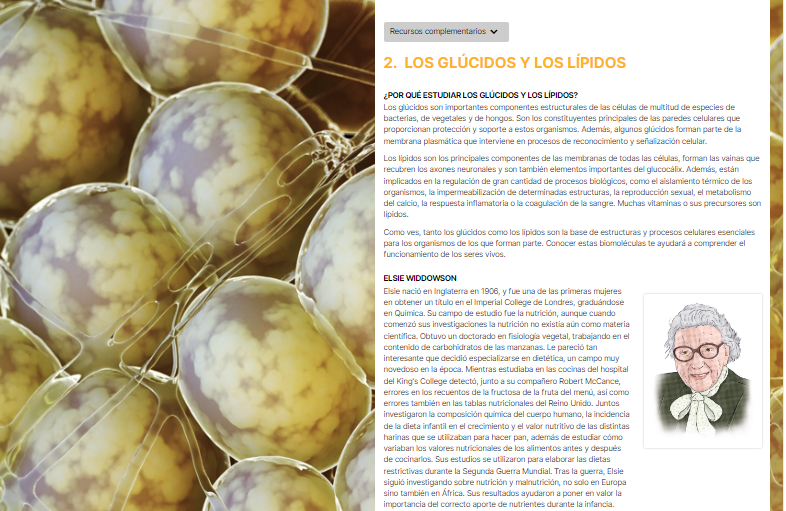 Recursos complementarios
2. LOS GLÚCIDOS Y LOS LÍPIDOS
¿POR QUÉ ESTUDIAR LOS GLÚCIDOS Y LOS LÍPIDOS?
Los glúcidos son importantes componentes estructurales de las células de multitud de especies de
bacterias, de vegetales y de hongos. Son los constituyentes principales de las paredes celulares que
proporcionan protección y soporte a estos organismos. Además, algunos glúcidos forman parte de la
membrana plasmática que interviene en procesos de reconocimiento y señalización celular.
Los lípidos son los principales componentes de las membranas de todas las células, forman las vainas que
recubren los axones neuronales y son también elementos importantes del glucocálix. Además, están
implicados en la regulación de gran cantidad de procesos biológicos, como el aislamiento térmico de los
organismos, la impermeabilización de determinadas estructuras, la reproducción sexual, el metabolismo
del calcio, la respuesta inflamatoria o la coagulación de la sangre. Muchas vitaminas o sus precursores son
lípidos.
Como ves, tanto los glúcidos como los lípidos son la base de estructuras y procesos celulares esenciales
para los organismos de los que forman parte. Conocer estas biomoléculas te ayudará a comprender el
funcionamiento de los seres vivos.
ELSIE WIDDOWSON
Elsie nació en Inglaterra en 1906, y fue una de las primeras mujeres
en obtener un título en el Imperial College de Londres, graduándose
en Química. Su campo de estudio fue la nutrición, aunque cuando
comenzó sus investigaciones la nutrición no existía aún como materia
científica. Obtuvo un doctorado en fisiología vegetal, trabajando en el
contenido de carbohidratos de las manzanas. Le pareció tan
interesante que decidió especializarse en dietética, un campo muy
novedoso en la época. Mientras estudiaba en las cocinas del hospital
del King's College detectó, junto a su compañero Robert McCance,
errores en los recuentos de la fructosa de la fruta del menú, así como
errores también en las tablas nutricionales del Reino Unido. Juntos
investigaron la composición química del cuerpo humano, la incidencia
de la dieta infantil en el crecimiento y el valor nutritivo de las distintas
harinas que se utilizaban para hacer pan, además de estudiar cómo
variaban los valores nutricionales de los alimentos antes y después
de cocinarlos. Sus estudios se utilizaron para elaborar las dietas
restrictivas durante la Segunda Guerra Mundial. Tras la guerra, Elsie
siguió investigando sobre nutrición y malnutrición, no solo en Europa
sino también en África. Sus resultados ayudaron a poner en valor la
importancia del correcto aporte de nutrientes durante la infancia.